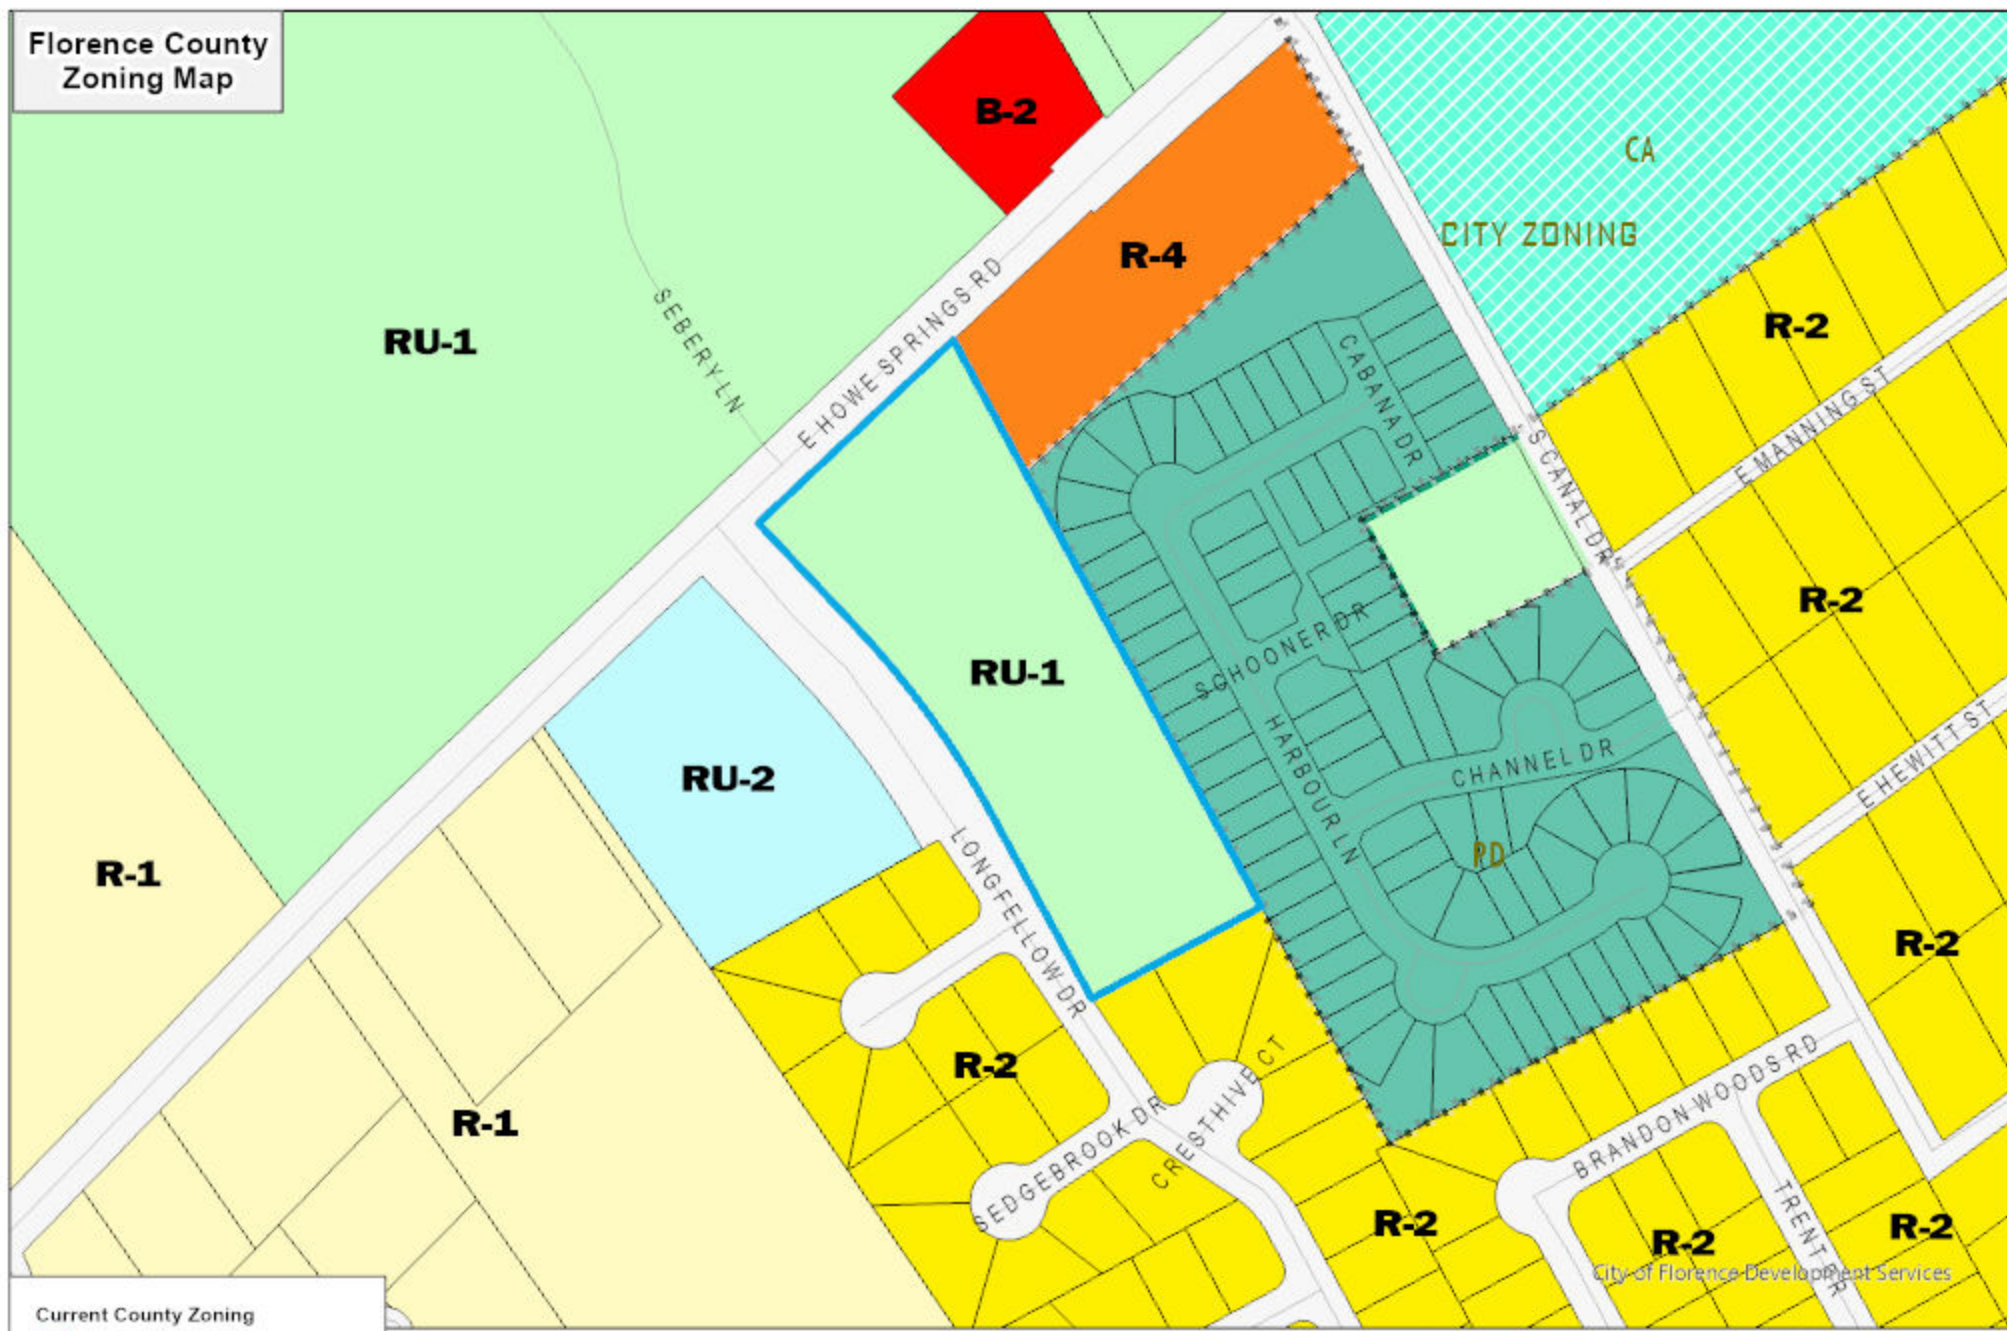 Florence County
Zoning Map
B-2
CA
CITY ZONING
R-4
R-2
RU-1
SEBERY LN
E HOWE SPRINGS RD
CABANA DR
E MANNING ST
S CANAL DR
R-2
SCHOONER DR
RU-1
HARBOUR LN
CHANNEL DR
E HEWITT ST
RU-2
PD
R-1
LONGFELLOW DR
R-2
R-2
CRESTHIVE CT
BRANDON WOODS RD
R-1
SEDGEBROOK DR
R-2
R-2
R-2
TRENT ER
City of Florence Development Services
Current County Zoning